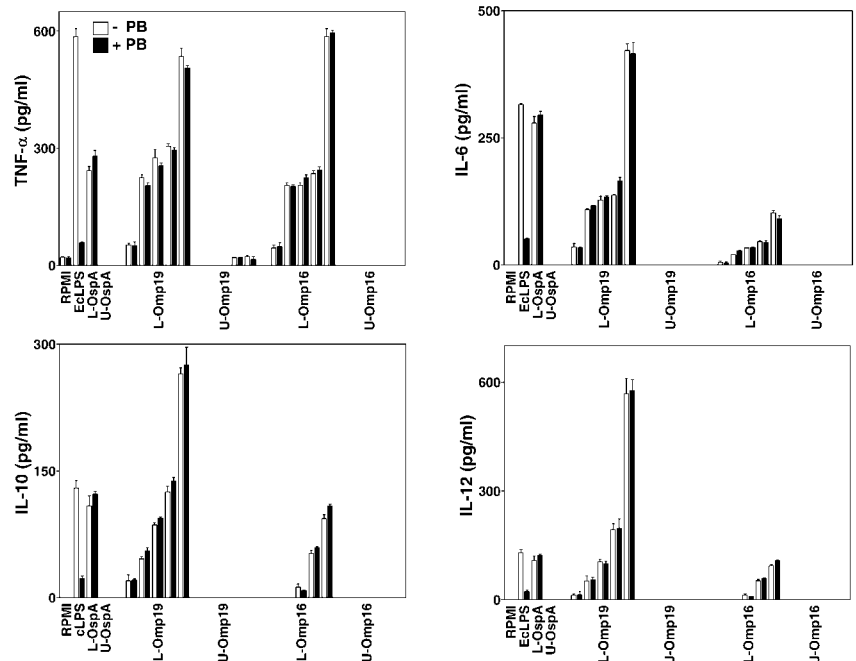 600
- PB
+ PB
300
0
TNF-α (pg/ml)
RPMI
EcLPS
L-OspA
U-OspA
L-Omp19
U-Omp19
L-Omp16
U-Omp16
500
250
0
IL-6 (pg/ml)
RPMI
EcLPS
L-OspA
U-OspA
L-Omp19
U-Omp19
L-Omp16
U-Omp16
300
150
0
IL-10 (pg/ml)
RPMI
cLPS
L-OspA
U-OspA
L-Omp19
U-Omp19
L-Omp16
U-Omp16
600
300
0
IL-12 (pg/ml)
RPMI
EcLPS
L-OspA
U-OspA
L-Omp19
J-Omp19
L-Omp16
J-Omp16